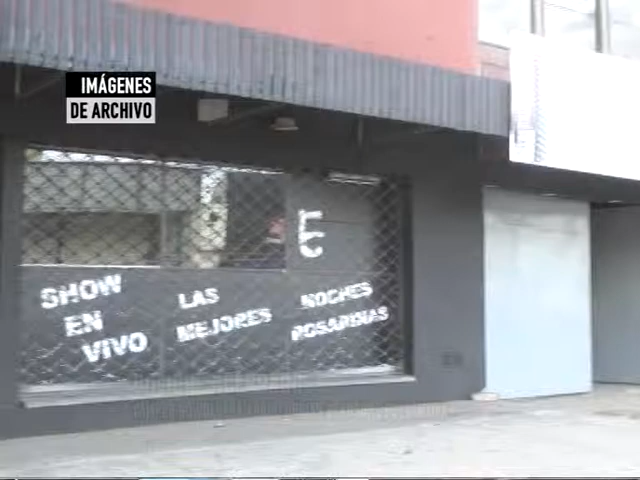 IMÁGENES
DE ARCHIVO
SHOW
EN
VIVO
LAS
MEJORES
NOCHES
ROSARINAS